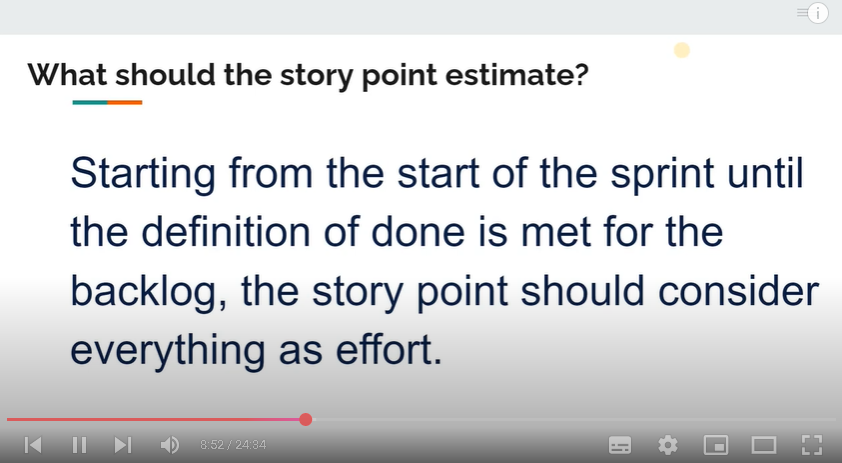 What should the story point estimate?
Starting from the start of the sprint until
the definition of done is met for the
backlog, the story point should consider
everything as effort.
8:52 / 24:34